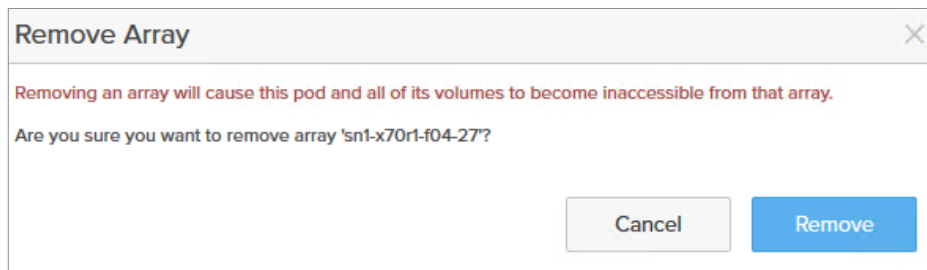 Remove Array
Removing an array will cause this pod and all of its volumes to become inaccessible from that array.
Are you sure you want to remove array 'sn1-x70r1-f04-27'?
Cancel
Remove